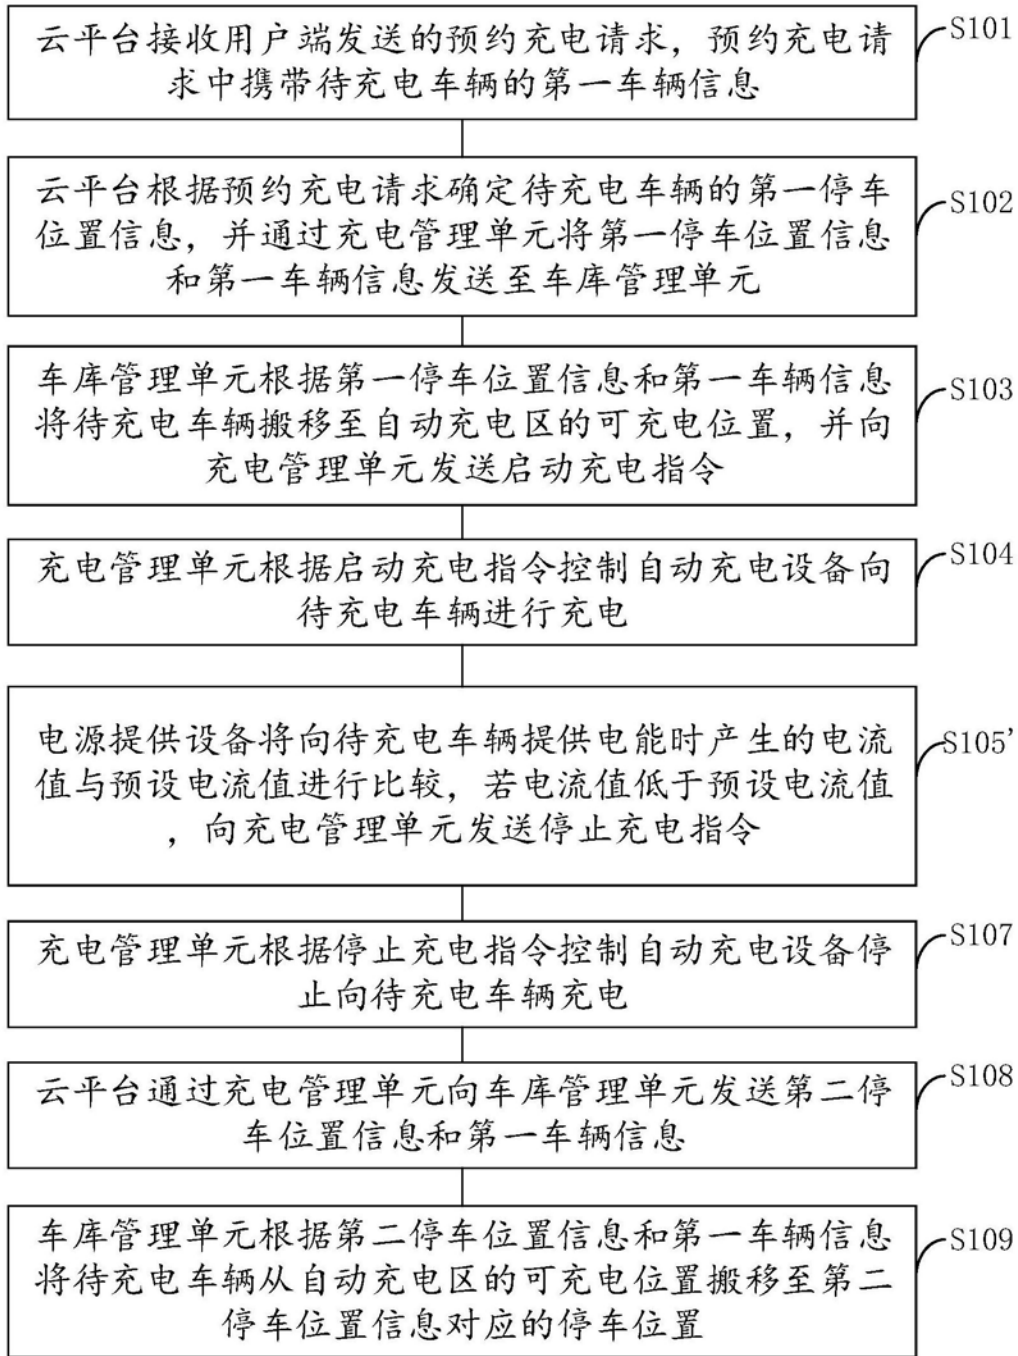 云平台接收用户端发送的预约充电请求，预约充电请
求中携带待充电车辆的第一车辆信息
S101
云平台根据预约充电请求确定待充电车辆的第一停车
位置信息，并通过充电管理单元将第一停车位置信息
和第一车辆信息发送至车库管理单元
S102
车库管理单元根据第一停车位置信息和第一车辆信息
将待充电车辆搬移至自动充电区的可充电位置，并向
充电管理单元发送启动充电指令
S103
充电管理单元根据启动充电指令控制自动充电设备向
待充电车辆进行充电
S104
电源提供设备将向待充电车辆提供电能时产生的电流
值与预设电流值进行比较，若电流值低于预设电流值
，向充电管理单元发送停止充电指令
S105'
充电管理单元根据停止充电指令控制自动充电设备停
止向待充电车辆充电
S107
云平台通过充电管理单元向车库管理单元发送第二停
车位置信息和第一车辆信息
S108
车库管理单元根据第二停车位置信息和第一车辆信息
将待充电车辆从自动充电区的可充电位置搬移至第二
停车位置信息对应的停车位置
S109